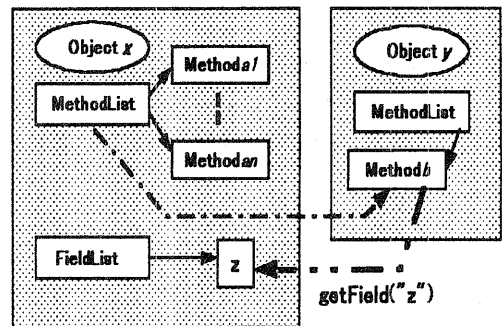 Object x
Methoda1
MethodList
Methodan
FieldList
z
Object y
MethodList
Methodb
getField("z")